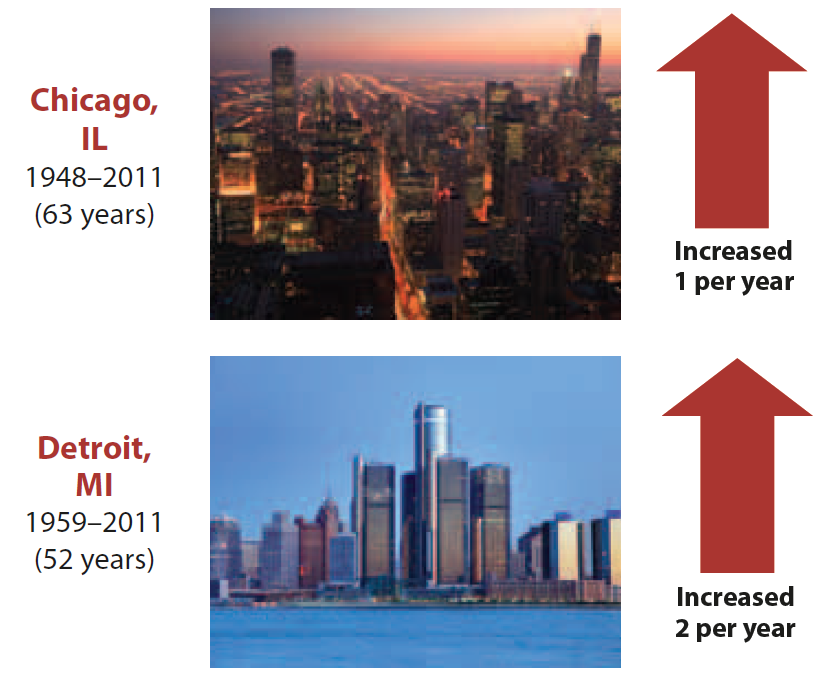 Chicago,
IL
1948–2011
(63 years)
Increased
1 per year
Detroit,
MI
1959–2011
(52 years)
Increased
2 per year